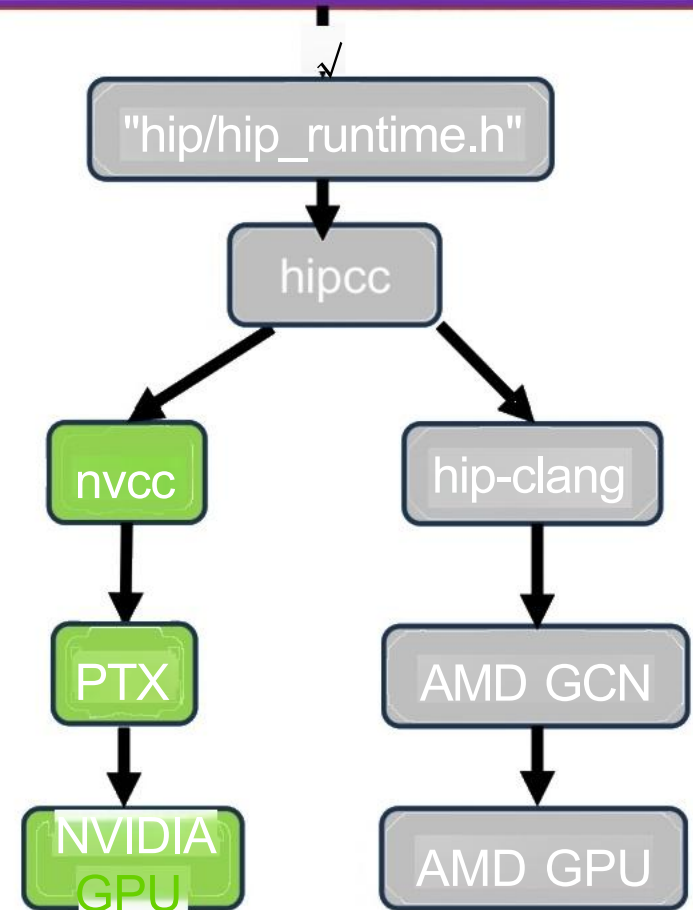 √
"hip/hip_runtime.h"
hipcc
nvcc
hip-clang
PTX
AMD GCN
NVIDIA
GPU
AMD GPU